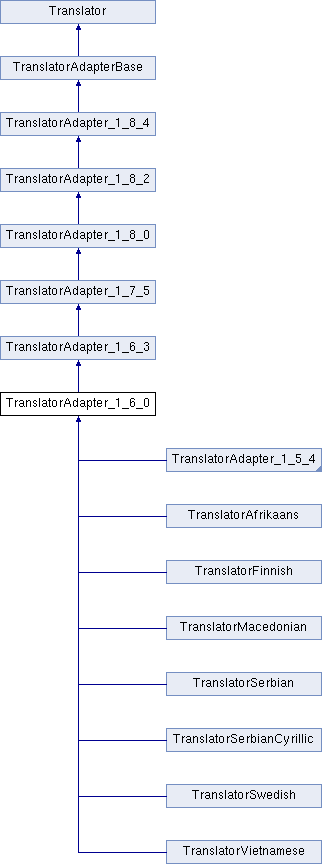 Translator
TranslatorAdapterBase
TranslatorAdapter_1_8_4
TranslatorAdapter_1_8_2
TranslatorAdapter_1_8_0
TranslatorAdapter_1_7_5
TranslatorAdapter_1_6_3
TranslatorAdapter_1_6_0
TranslatorAdapter_1_5_4
TranslatorAfrikaans
TranslatorFinnish
TranslatorMacedonian
TranslatorSerbian
TranslatorSerbianCyrillic
TranslatorSwedish
TranslatorVietnamese